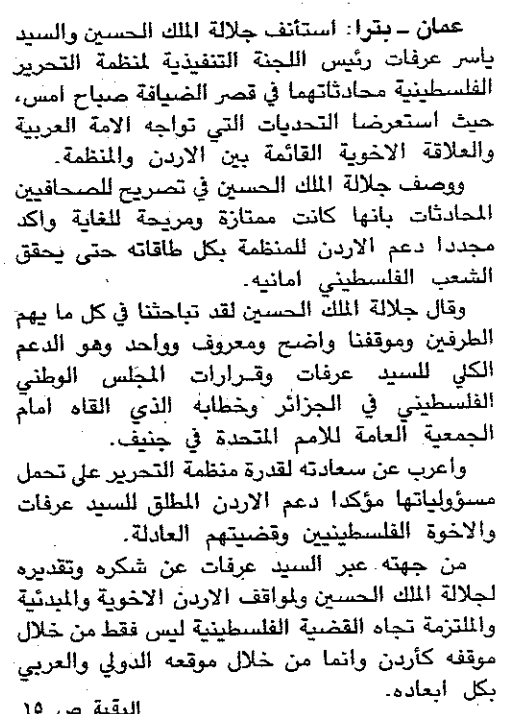 عمان ـ بترا: استأنف جلالة الملك الحسين والسيد
ياسر عرفات رئيس اللجنة التنفيذية لمنظمة التحرير
الفلسطينية محادثاتهما في قصر الضيافة صباح امس،
حيث استعرضا التحديات التي تواجه الامة العربية
والعلاقة الاخوية القائمة بين الاردن والمنظمة.
ووصف جلالة الملك الحسين في تصريح للصحافيين
المحادثات بانها كانت ممتازة ومريحة للغاية واكد
مجددا دعم الاردن للمنظمة بكل طاقاته حتى يحقق
الشعب الفلسطيني امانيه.
وقال جلالة الملك الحسين لقد تباحثنا في كل ما يهم
الطرفين وموقفنا واضح ومعروف وواحد وهو الدعم
الكلي للسيد عرفات وقـرارات المجلس الوطني
الفلسطيني في الجزائر وخطابه الذي القاه امام
الجمعية العامة للامم المتحدة في جنيف.
واعرب عن سعادته لقدرة منظمة التحرير على تحمل
مسؤولياتها مؤكدا دعم الاردن المطلق للسيد عرفات
والاخوة الفلسطينيين وقضيتهم العادلة.
من جهته عبر السيد عرفات عن شكره وتقديره
لجلالة الملك الحسين ولمواقف الاردن الاخوية والمبدئية
والملتزمة تجاه القضية الفلسطينية ليس فقط من خلال
موقفه كأردن وانما من خلال موقعه الدولي والعربي
بكل ابعاده.
البقية ص ١٥